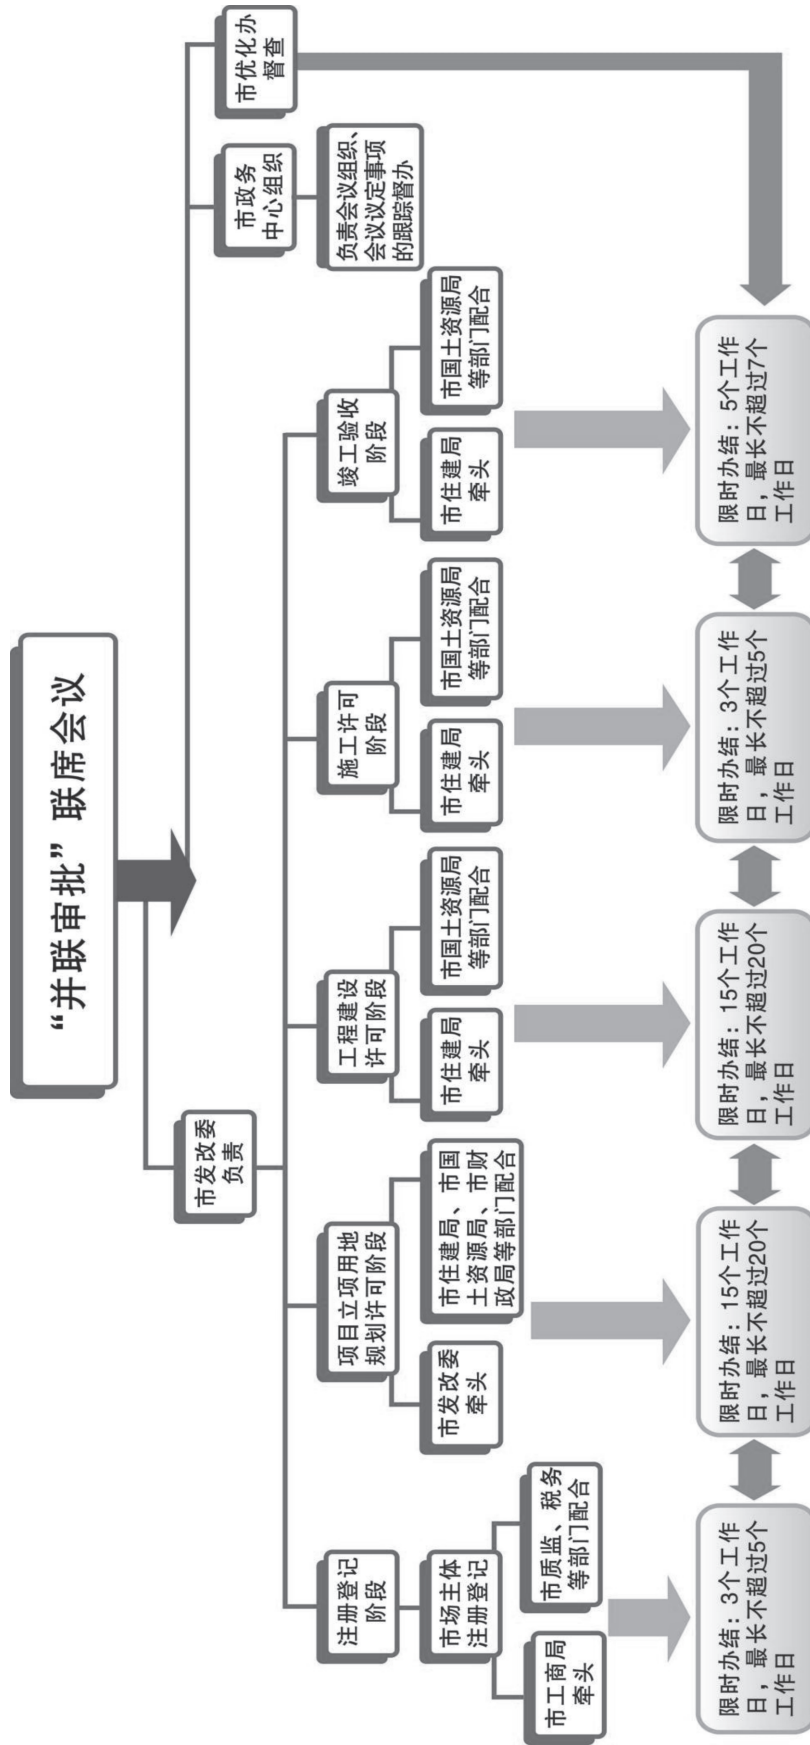 “并联审批”联席会议
市发改委
负责
市政务
中心组织
市优化办
督查
负责会议组织、
会议议定事项
的跟踪督办
注册登记
阶段
项目立项用地
规划许可阶段
工程建设
许可阶段
施工许可
阶段
竣工验收
阶段
市场主体
注册登记
市发改委
牵头
市住建局、市国
土资源局、市财
政局等部门配合
市住建局
牵头
市国土资源局
等部门配合
市住建局
牵头
市国土资源局
等部门配合
市住建局
牵头
市国土资源局
等部门配合
市工商局
牵头
市质监、税务
等部门配合
限时办结：3个工作
日，最长不超过5个
工作日
限时办结：15个工作
日，最长不超过20个
工作日
限时办结：15个工作
日，最长不超过20个
工作日
限时办结：3个工作
日，最长不超过5个
工作日
限时办结：5个工作
日，最长不超过7个
工作日